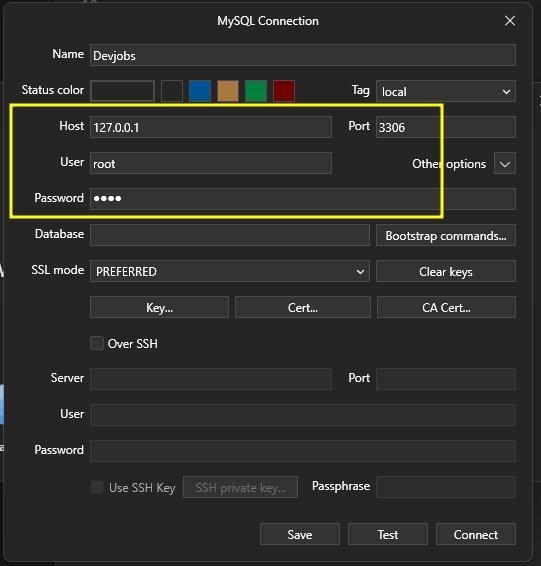 MySQL Connection
Name Devjobs
Status color Tag local
Host 127.0.0.1 Port 3306
User root Other options
Password ••••
Database Bootstrap commands...
SSL mode PREFERRED Clear keys
Key... Cert... CA Cert...
Over SSH
Server Port
User
Password
Use SSH Key SSH private key... Passphrase
Save Test Connect